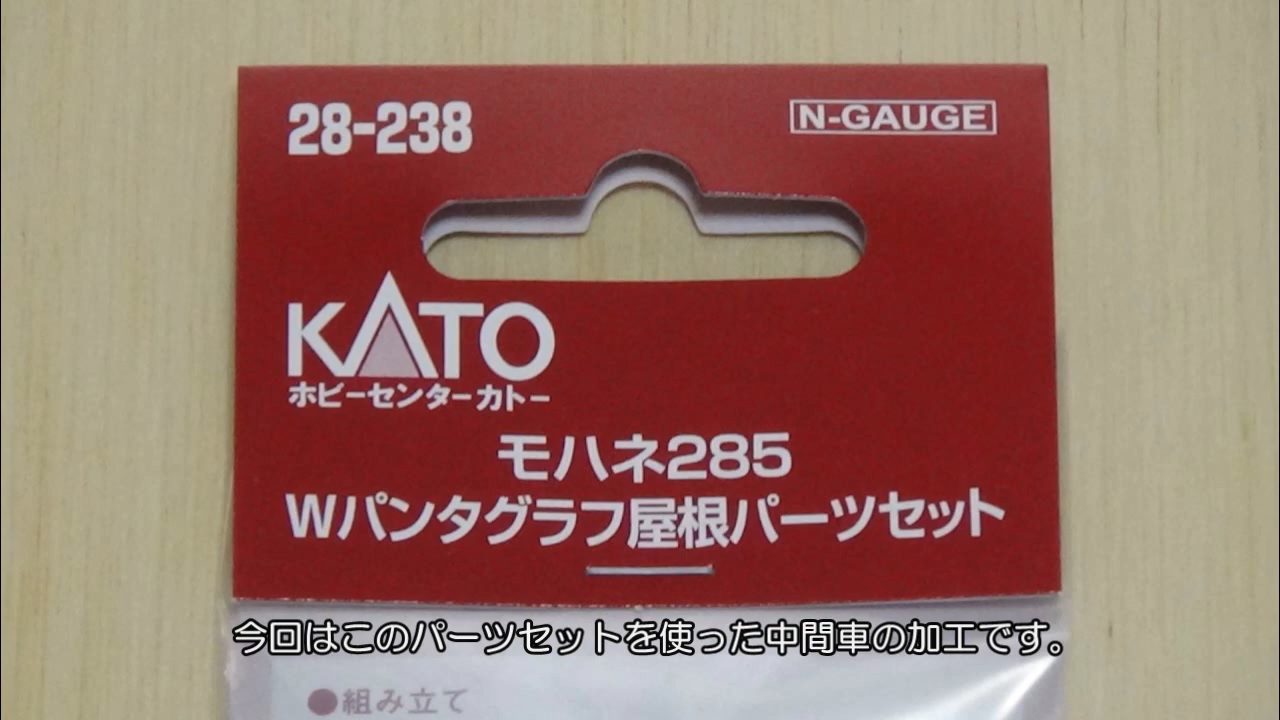 28-238
N-GAUGE
KATO
ホビーセンターカトー
モハネ285
Wパンタグラフ屋根パーツセット
今回はこのパーツセットを使った中間車の加工です。
●組み立て